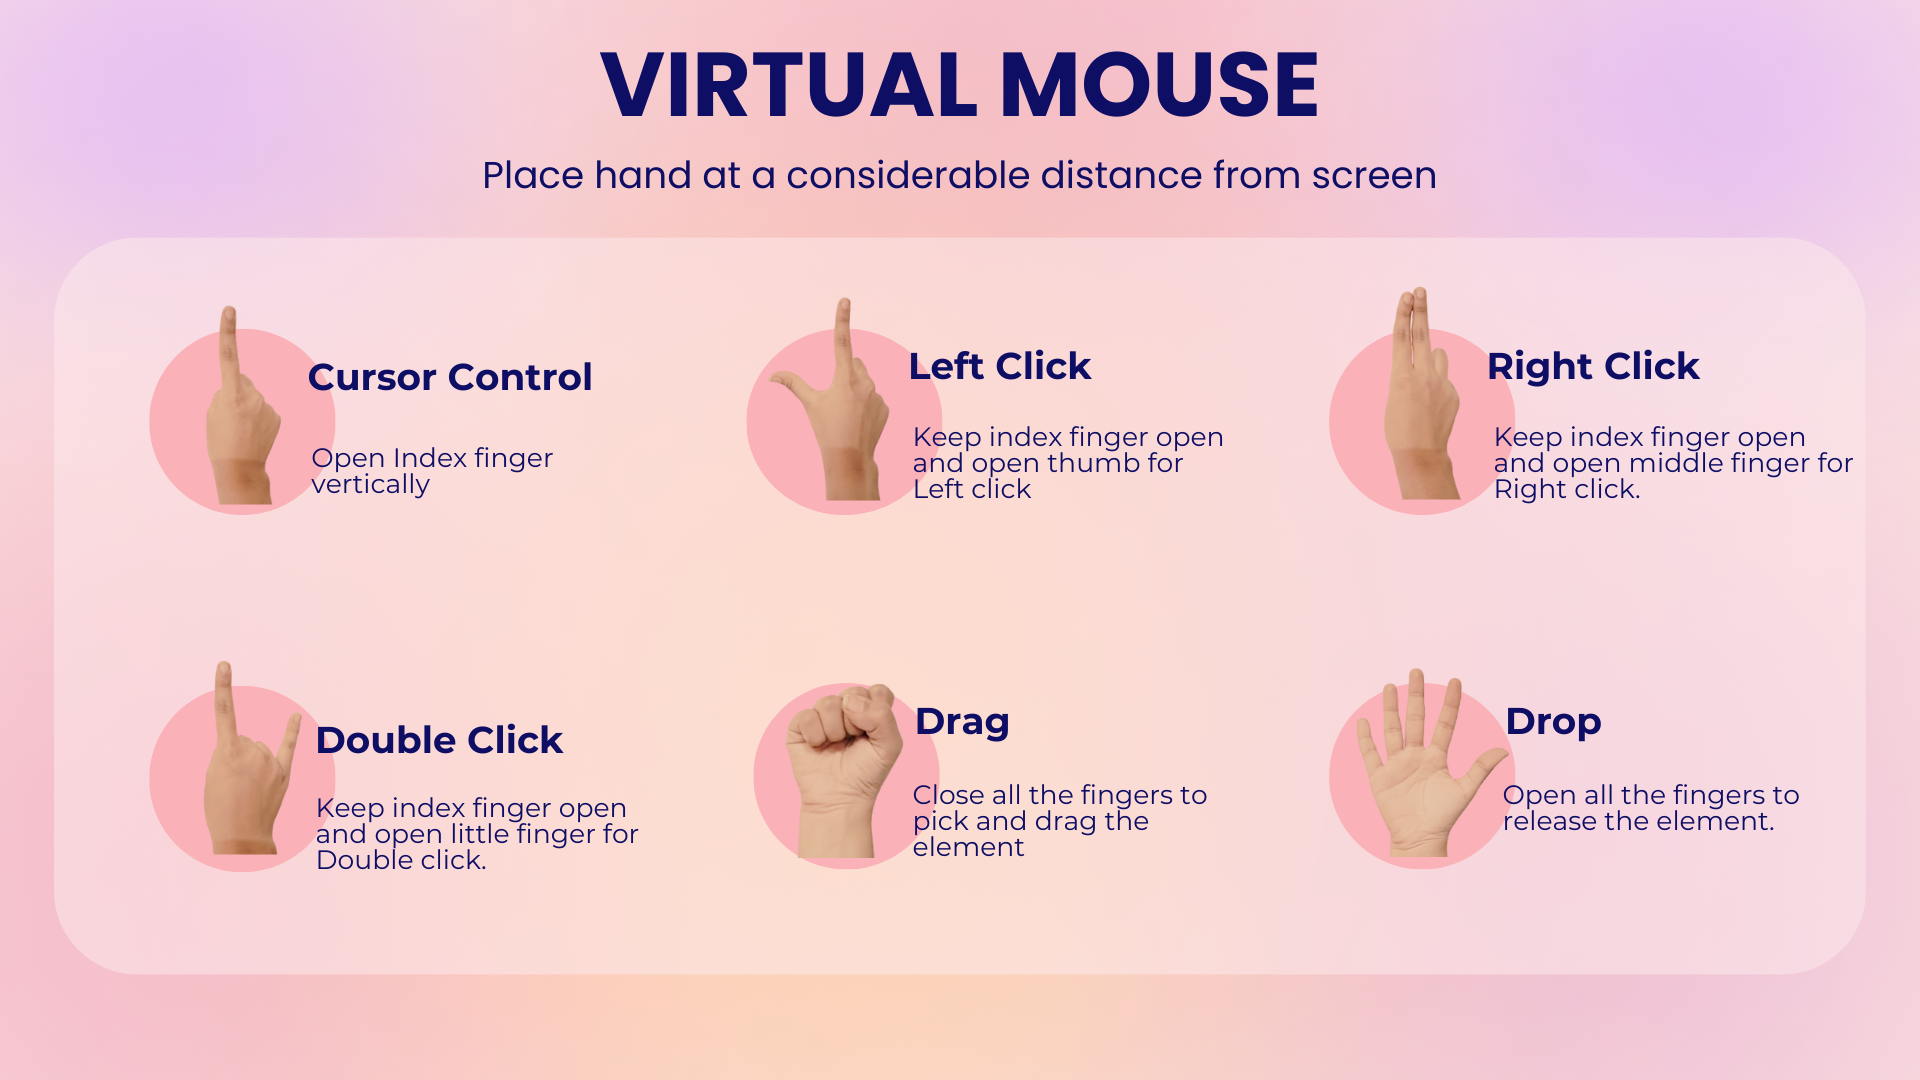 VIRTUAL MOUSE
Place hand at a considerable distance from screen
Cursor Control
Open Index finger
vertically
Left Click
Keep index finger open
and open thumb for
Left click
Right Click
Keep index finger open
and open middle finger for
Right click.
Double Click
Keep index finger open
and open little finger for
Double click.
Drag
Close all the fingers to
pick and drag the
element
Drop
Open all the fingers to
release the element.